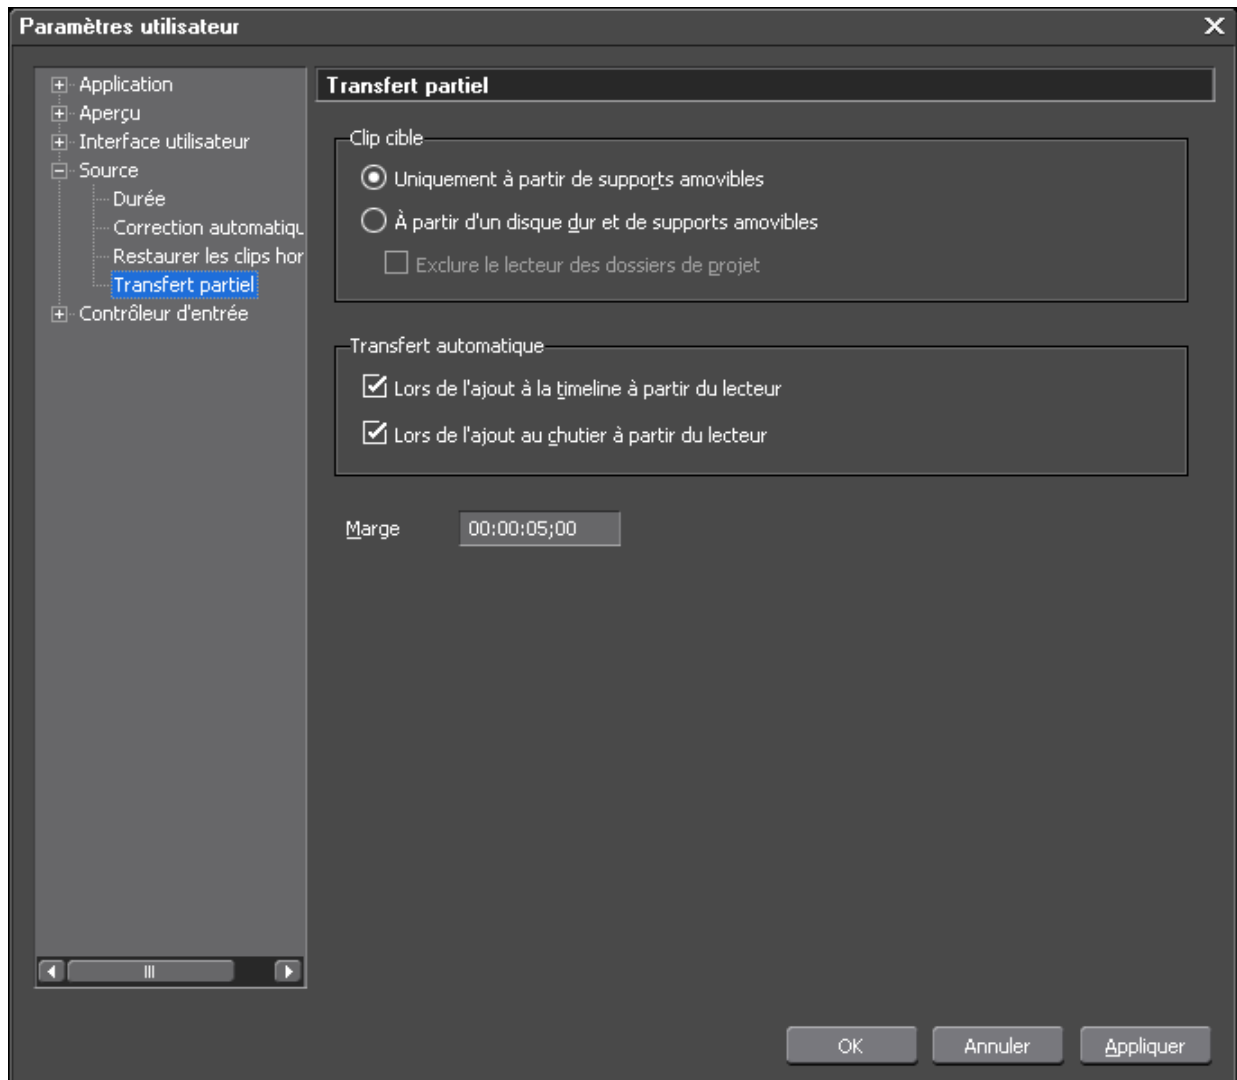 Paramètres utilisateur
Application
Aperçu
Interface utilisateur
Source
Durée
Correction automatiqu
Restaurer les clips hor
Transfert partiel
Contrôleur d'entrée
Transfert partiel
Clip cible
Uniquement à partir de supports amovibles
À partir d'un disque dur et de supports amovibles
Exclure le lecteur des dossiers de projet
Transfert automatique
Lors de l'ajout à la timeline à partir du lecteur
Lors de l'ajout au chutier à partir du lecteur
Marge 00:00:05;00
OK Annuler Appliquer